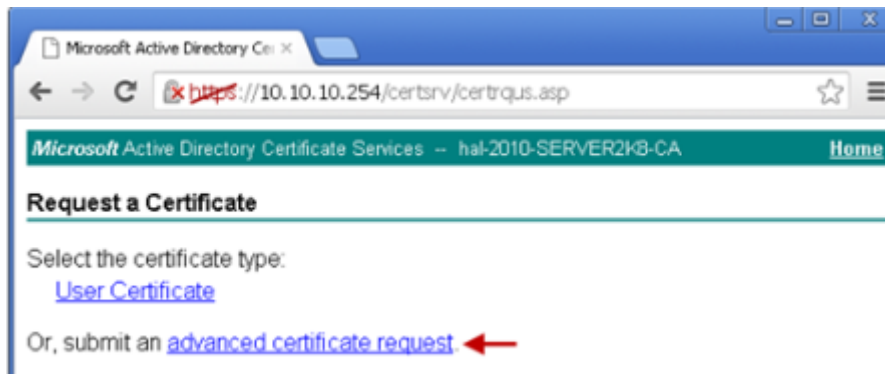 Microsoft Active Directory Cer
https://10.10.10.254/certsrv/certrqus.asp
Microsoft Active Directory Certificate Services -- hal-2010-SERVER2K8-CA Home
Request a Certificate
Select the certificate type:
User Certificate
Or, submit an advanced certificate request.